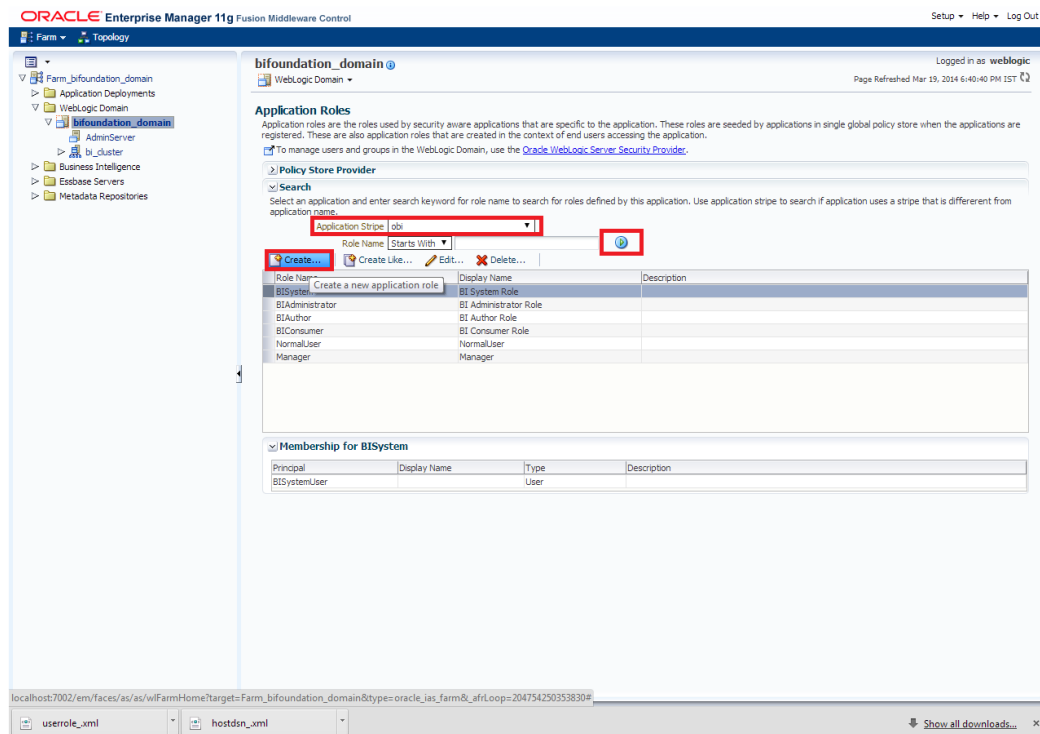 ORACLE Enterprise Manager 11g Fusion Middleware Control
Setup Help Log Out
Farm Topology
Farm_bifoundation_domain
Application Deployments
WebLogic Domain
bifoundation_domain
AdminServer
bi_cluster
Business Intelligence
Essbase Servers
Metadata Repositories
bifoundation_domain
Logged in as weblogic
WebLogic Domain
Page Refreshed Mar 19, 2014 6:40:40 PM IST
Application Roles
Application roles are the roles used by security aware applications that are specific to the application. These roles are seeded by applications in single global policy store when the applications are
registered. These are also application roles that are created in the context of end users accessing the application.
To manage users and groups in the WebLogic Domain, use the Oracle WebLogic Server Security Provider.
Policy Store Provider
Search
Select an application and enter search keyword for role name to search for roles defined by this application. Use application stripe to search if application uses a stripe that is differerent from
application name.
Application Stripe obi
Role Name Starts With
Create... Create Like... Edit... Delete...
Role Name Display Name Description
Create a new application role
BISystem BI System Role
BIAdministrator BI Administrator Role
BIAuthor BI Author Role
BIConsumer BI Consumer Role
NormalUser NormalUser
Manager Manager
Membership for BISystem
Principal Display Name Type Description
BISystemUser User
localhost:7002/em/faces/as/as/wlFarmHome?target=Farm_bifoundation_domain&type=oracle_ias_farm&_afrLoop=204754250353830#
userrole_.xml hostdsn_.xml Show all downloads...